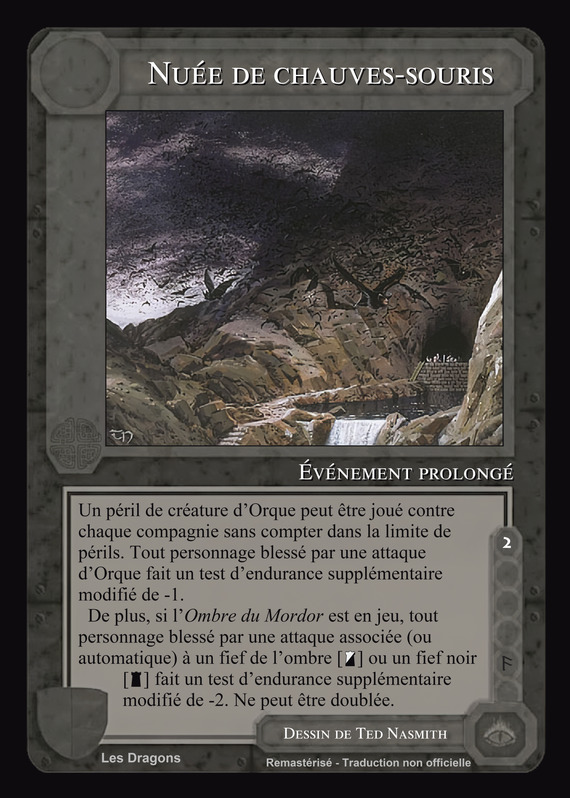 Nuée de chauves-souris
Événement prolongé
Un péril de créature d'Orque peut être joué contre
chaque compagnie sans compter dans la limite de
périls. Tout personnage blessé par une attaque
d'Orque fait un test d'endurance supplémentaire
modifié de -1.
De plus, si l'Ombre du Mordor est en jeu, tout
personnage blessé par une attaque associée (ou
automatique) à un fief de l'ombre [ ] ou un fief noir
[ ] fait un test d'endurance supplémentaire
modifié de -2. Ne peut être doublée.
2
Dessin de Ted Nasmith
Les Dragons
Remastérisé - Traduction non officielle